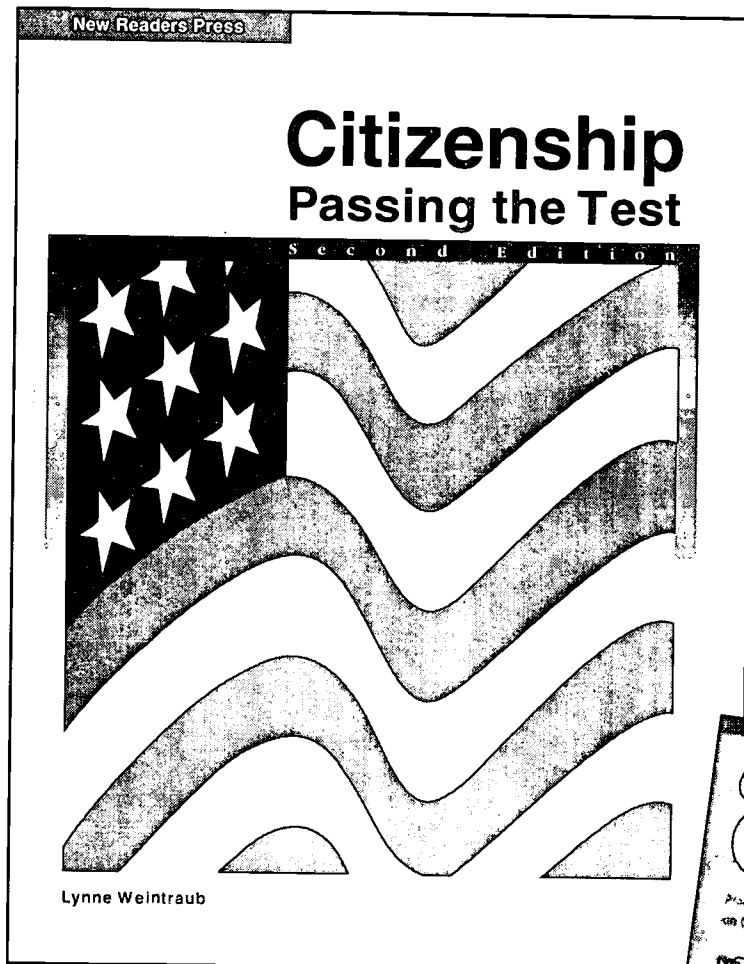 New Readers Press
Citizenship
Passing the Test
Second Edition
Lynne Weintraub